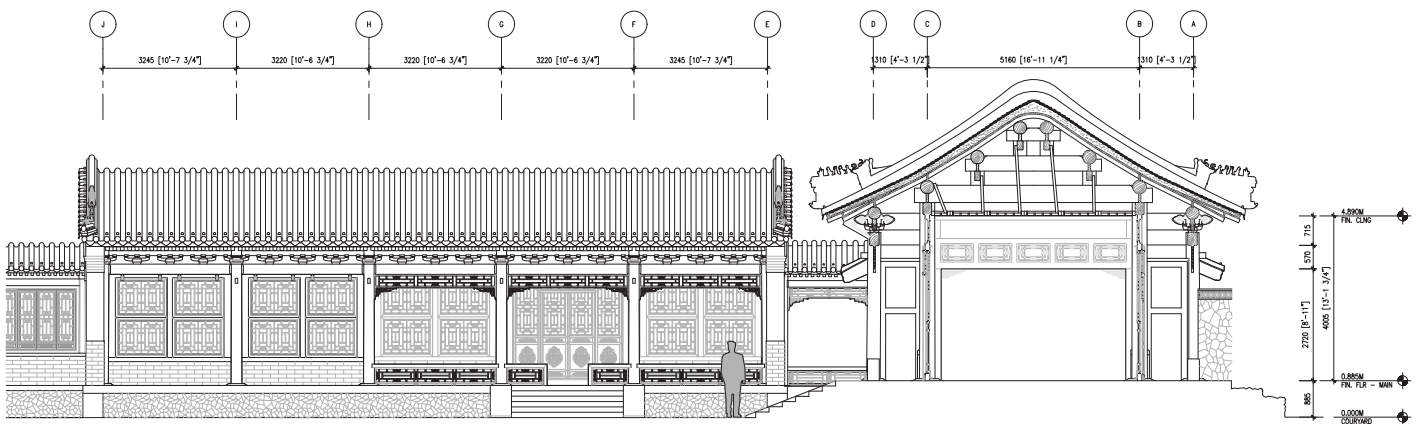 J I H G F E D C B A
3245 [10'-7 3/4"] 3220 [10'-6 3/4"] 3220 [10'-6 3/4"] 3220 [10'-6 3/4"] 3245 [10'-7 3/4"] 1310 [4'-3 1/2"] 5160 [16'-11 1/4"] 1310 [4'-3 1/2"]
4.890M
FIN. CLNG
715
570
2720 [8'-11"]
4005 [13'-1 3/4"]
0.885M
FIN. FLR - MAIN
885
0.000M
COURYARD